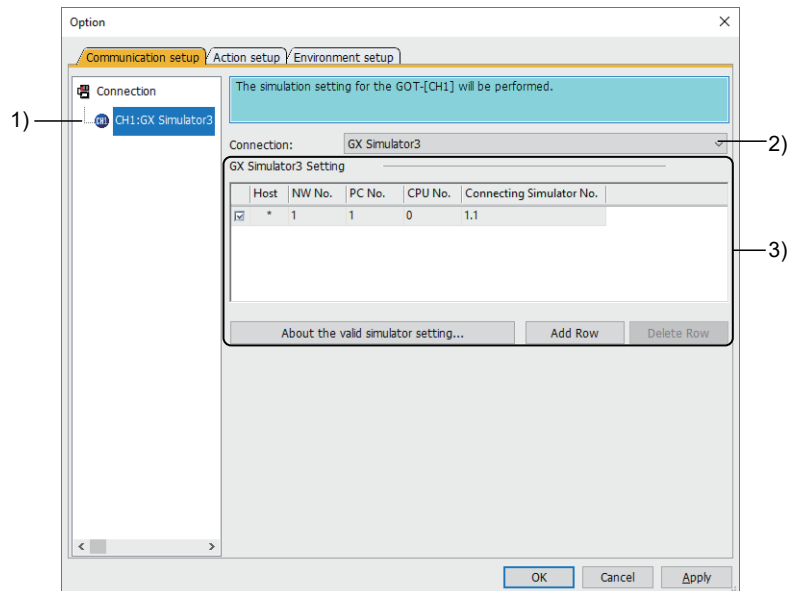 Option
Communication setup Action setup Environment setup
Connection
The simulation setting for the GOT-[CH1] will be performed.
1)
CH1:GX Simulator3
Connection: GX Simulator3
2)
GX Simulator3 Setting
Host NW No. PC No. CPU No. Connecting Simulator No.
* 1 1 0 1.1
3)
About the valid simulator setting... Add Row Delete Row
OK Cancel Apply